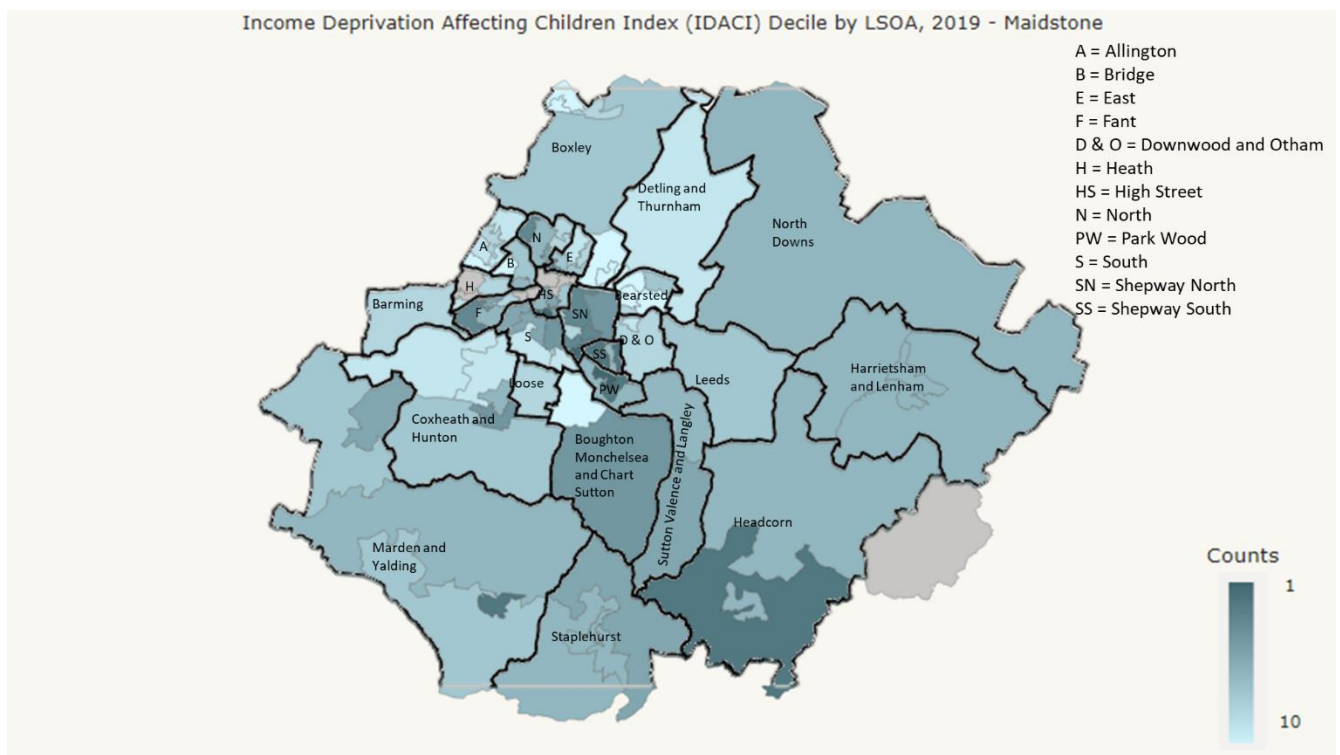 Income Deprivation Affecting Children Index (IDACI) Decile by LSOA, 2019 - Maidstone
A = Allington
B = Bridge
E = East
F = Fant
D & O = Downwood and Otham
H = Heath
HS = High Street
N = North
PW = Park Wood
S = South
SN = Shepway North
SS = Shepway South
Boxley
Detling and
Thurnham
North
Downs
A
N
B
E
H
HS
Bearsted
Barming
F
SN
S
D & O
SS
Loose
PW
Leeds
Harrietsham
and Lenham
Coxheath and
Hunton
Boughton
Monchelsea
and Chart
Sutton
Sutton Valence and Langley
Headcorn
Marden and
Yalding
Staplehurst
Counts
1
10